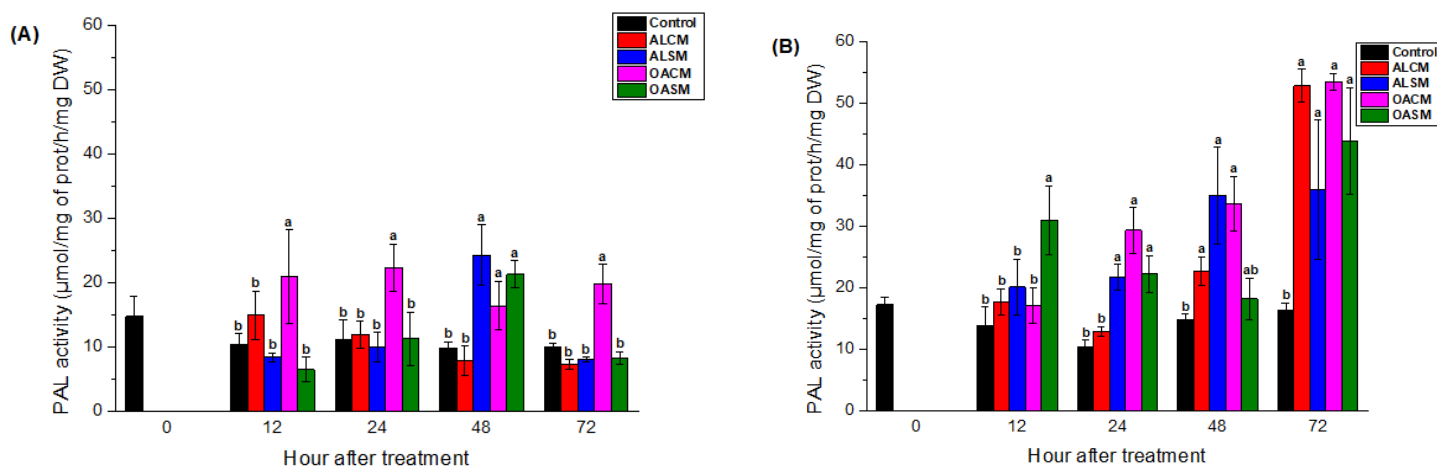 (A)
PAL activity (µmol/mg of prot/h/mg DW)
60
50
40
30
20
10
0
Control
ALCM
ALSM
OACM
OASM
b b b a b
b b b a b
b b a a a
b b b a b
0 12 24 48 72
Hour after treatment
(B)
PAL activity (µmol/mg of prot/h/mg DW)
60
50
40
30
20
10
0
Control
ALCM
ALSM
OACM
OASM
b b b b a
b b a a a
b a a a ab
b a a a a
0 12 24 48 72
Hour after treatment